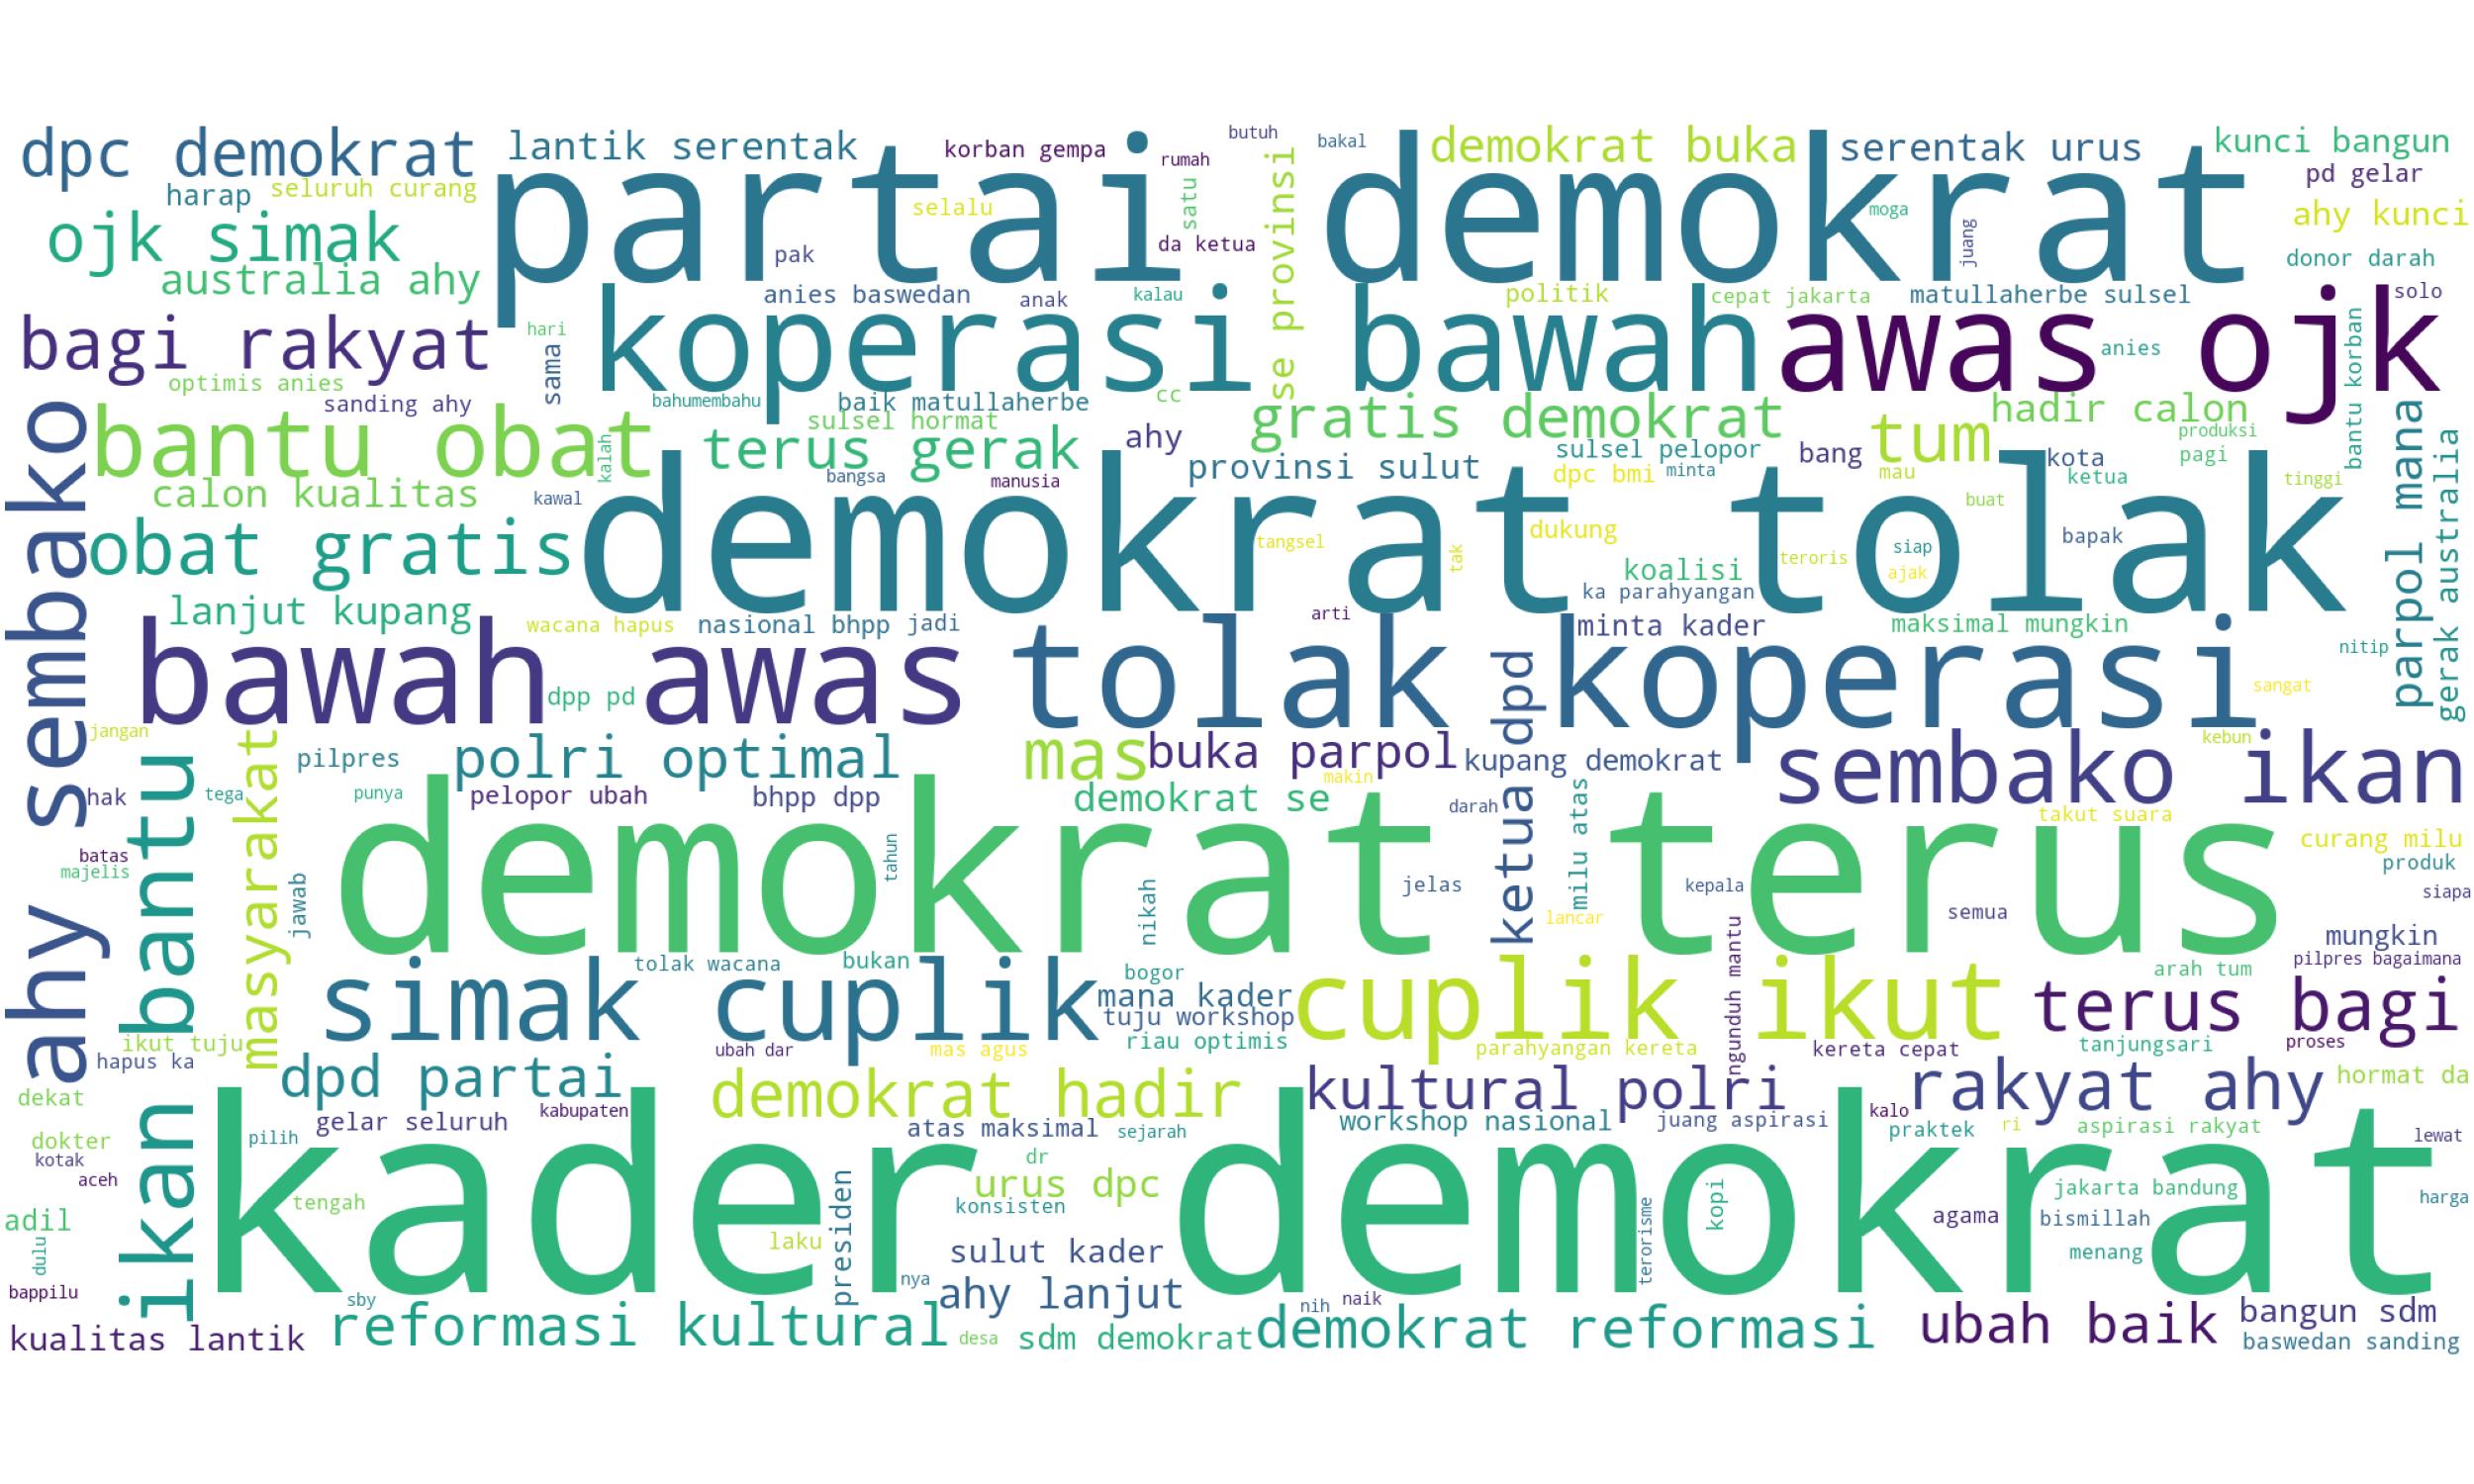 dpc demokrat
lantik serentak
korban gempa
butuh
bakal
demokrat buka
serentak urus
kunci bangun
harap
seluruh curang
partai demokrat
rumah
satu
se provinsi
pd gelar
ojk simak
selalu
moga
juang
ahy kunci
pak
da ketua
donor darah
australia ahy
anies baswedan
anak
kalau
politik
cepat jakarta
matullaherbe sulsel
solo
bagi rakyat
hari
sama
koperasi bawah
awas ojk
anies
bantu korban
optimis anies
sanding ahy
bahumembahu
baik matullaherbe
cc
ahy sembako
bantu obat
kalah
sulsel hormat
terus gerak
ahy
gratis demokrat
tum
hadir calon
produksi
parpol mana
gerak australia
provinsi sulut
sulsel pelopor
bang
kota
pagi
calon kualitas
kawal
bangsa
manusia
dpc bmi
minta
mau
ketua
tinggi
buat
obat gratis
demokrat tolak
tangsel
tak
dukung
teroris
siap
ajak
bapak
koalisi
ka parahyangan
lanjut kupang
wacana hapus
nasional bhpp
jadi
arti
minta kader
maksimal mungkin
nitip
bawah awas
tolak koperasi
dpp pd
ketua dpd
sangat
jangan
ikan bantu
masyarakat
pilpres
polri optimal
mas
buka parpol
kupang demokrat
sembako ikan
kebun
makin
hak
tega
punya
pelopor ubah
bhpp dpp
demokrat se
darah
milu atas
takut suara
demokrat terus
batas
majelis
jawab
tahun
nikah
jelas
kepala
curang milu
produk
siapa
lancar
semua
ngunduh mantu
mungkin
simak cuplik
tolak wacana
bukan
bogor
mana kader
tuju workshop
cuplik ikut
terus bagi
arah tum
pilpres bagaimana
ikut tuju
hapus ka
ubah dar
mas agus
riau optimis
parahyangan kereta
kereta cepat
tanjungsari
proses
dpd partai
demokrat hadir
kultural polri
rakyat ahy
hormat da
dekat
gelar seluruh
kabupaten
atas maksimal
sejarah
workshop nasional
juang aspirasi
kalo
praktek
ri
aspirasi rakyat
lewat
dokter
kotak
aceh
pilih
kader demokrat
dr
urus dpc
konsisten
tengah
presiden
laku
terorisme
kopi
agama
jakarta bandung
bismillah
menang
harga
adil
dulu
sulut kader
nya
bappilu
sby
ahy lanjut
nih
naik
kualitas lantik
reformasi kultural
desa
sdm demokrat
demokrat reformasi
ubah baik
bangun sdm
baswedan sanding